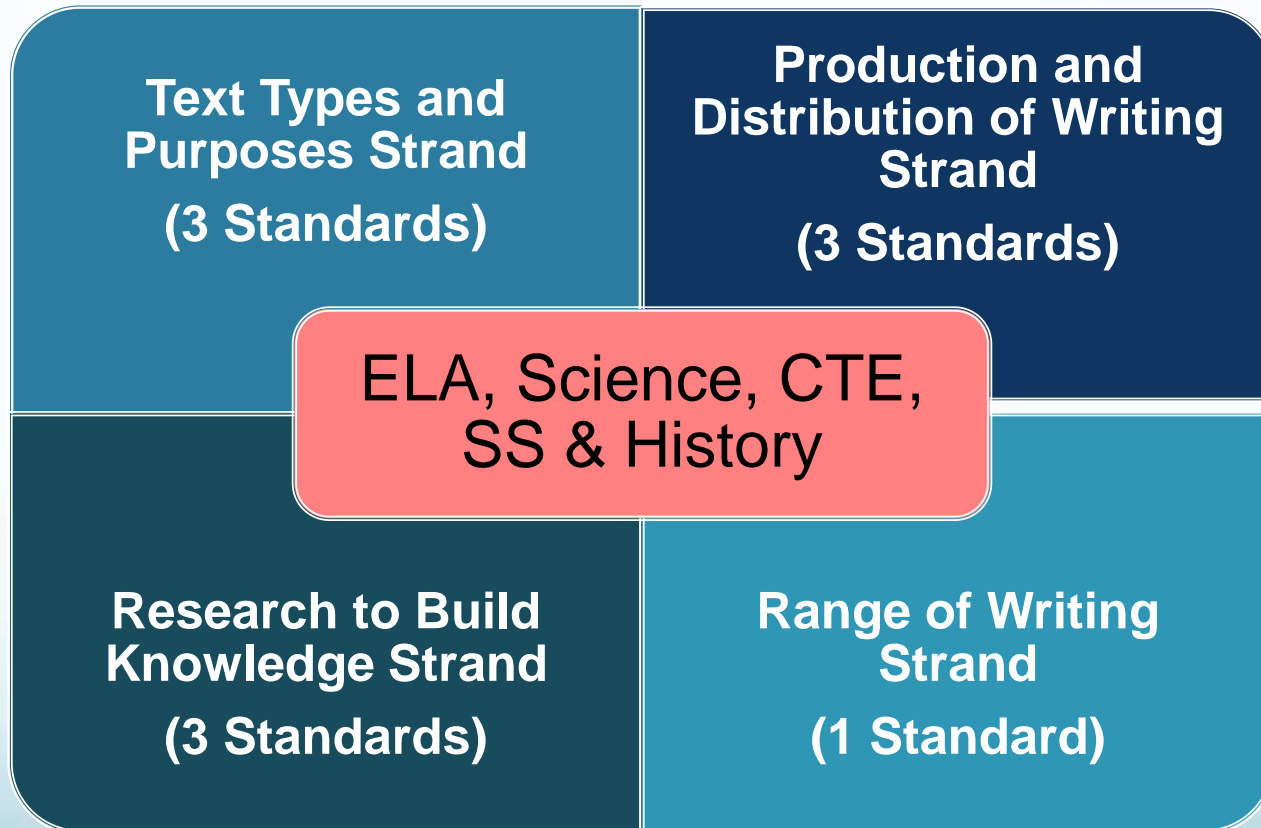 Text Types and
Purposes Strand
(3 Standards)
Production and
Distribution of Writing
Strand
(3 Standards)
ELA, Science, CTE,
SS & History
Research to Build
Knowledge Strand
(3 Standards)
Range of Writing
Strand
(1 Standard)